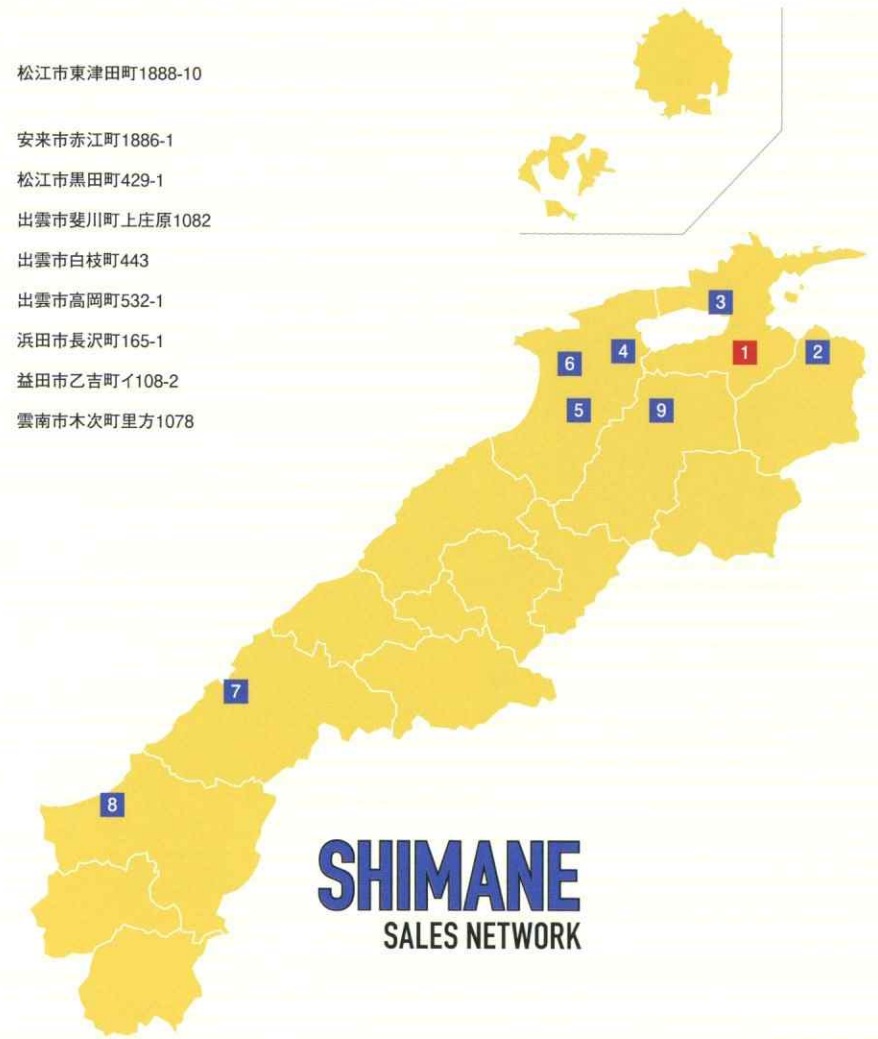 松江市東津田町1888-10
安来市赤江町1886-1
松江市黒田町429-1
出雲市斐川町上庄原1082
出雲市白枝町443
出雲市高岡町532-1
浜田市長沢町165-1
益田市乙吉町イ108-2
雲南市木次町里方1078
3
1
2
4
6
5
9
7
8
SHIMANE
SALES NETWORK